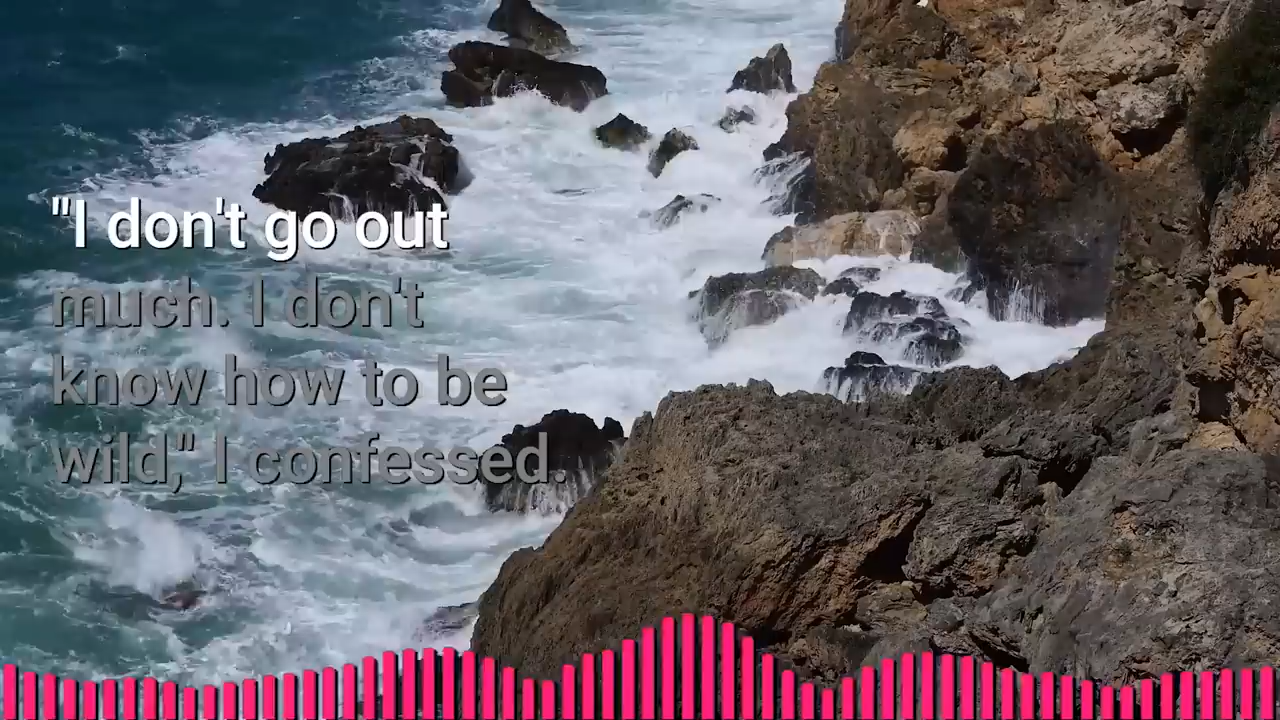 "I don't go out
much. I don't
know how to be
wild," I confessed.